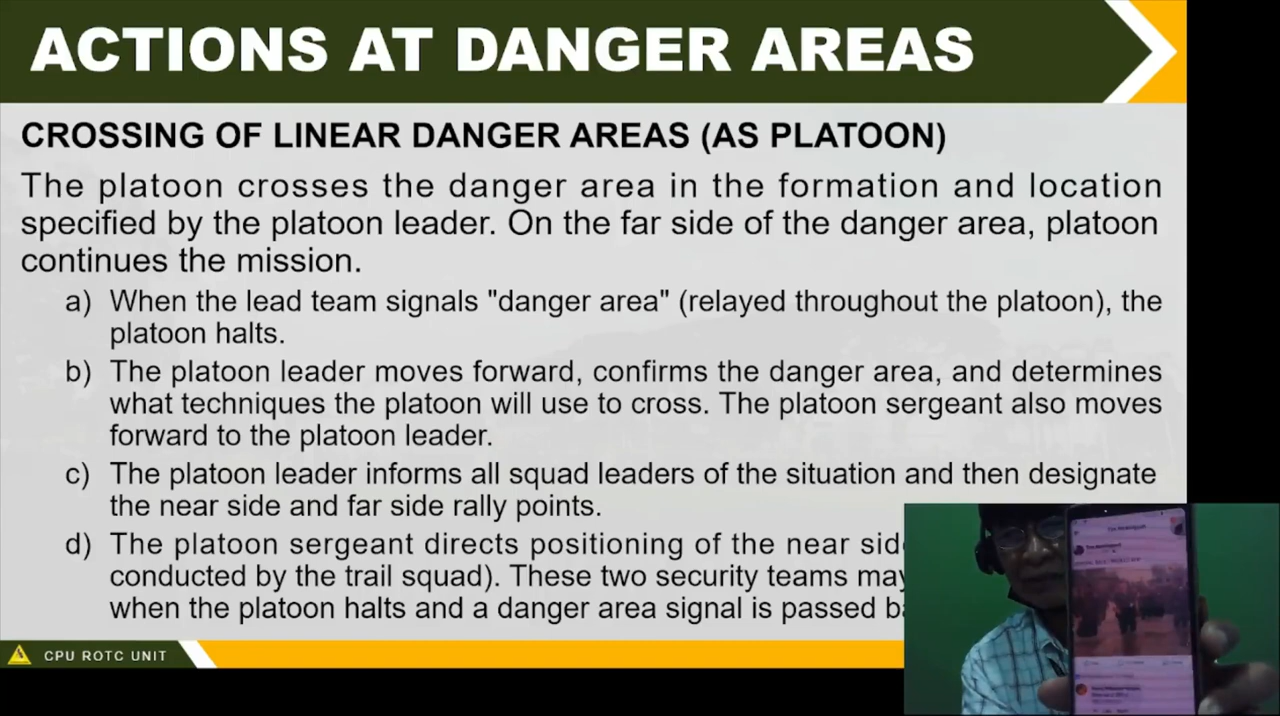 ACTIONS AT DANGER AREAS
CROSSING OF LINEAR DANGER AREAS (AS PLATOON)
The platoon crosses the danger area in the formation and location
specified by the platoon leader. On the far side of the danger area, platoon
continues the mission.
a) When the lead team signals "danger area" (relayed throughout the platoon), the
platoon halts.
b) The platoon leader moves forward, confirms the danger area, and determines
what techniques the platoon will use to cross. The platoon sergeant also moves
forward to the platoon leader.
c) The platoon leader informs all squad leaders of the situation and then designate
the near side and far side rally points.
d) The platoon sergeant directs positioning of the near sid
conducted by the trail squad). These two security teams may
when the platoon halts and a danger area signal is passed ba
CPU ROTC UNIT